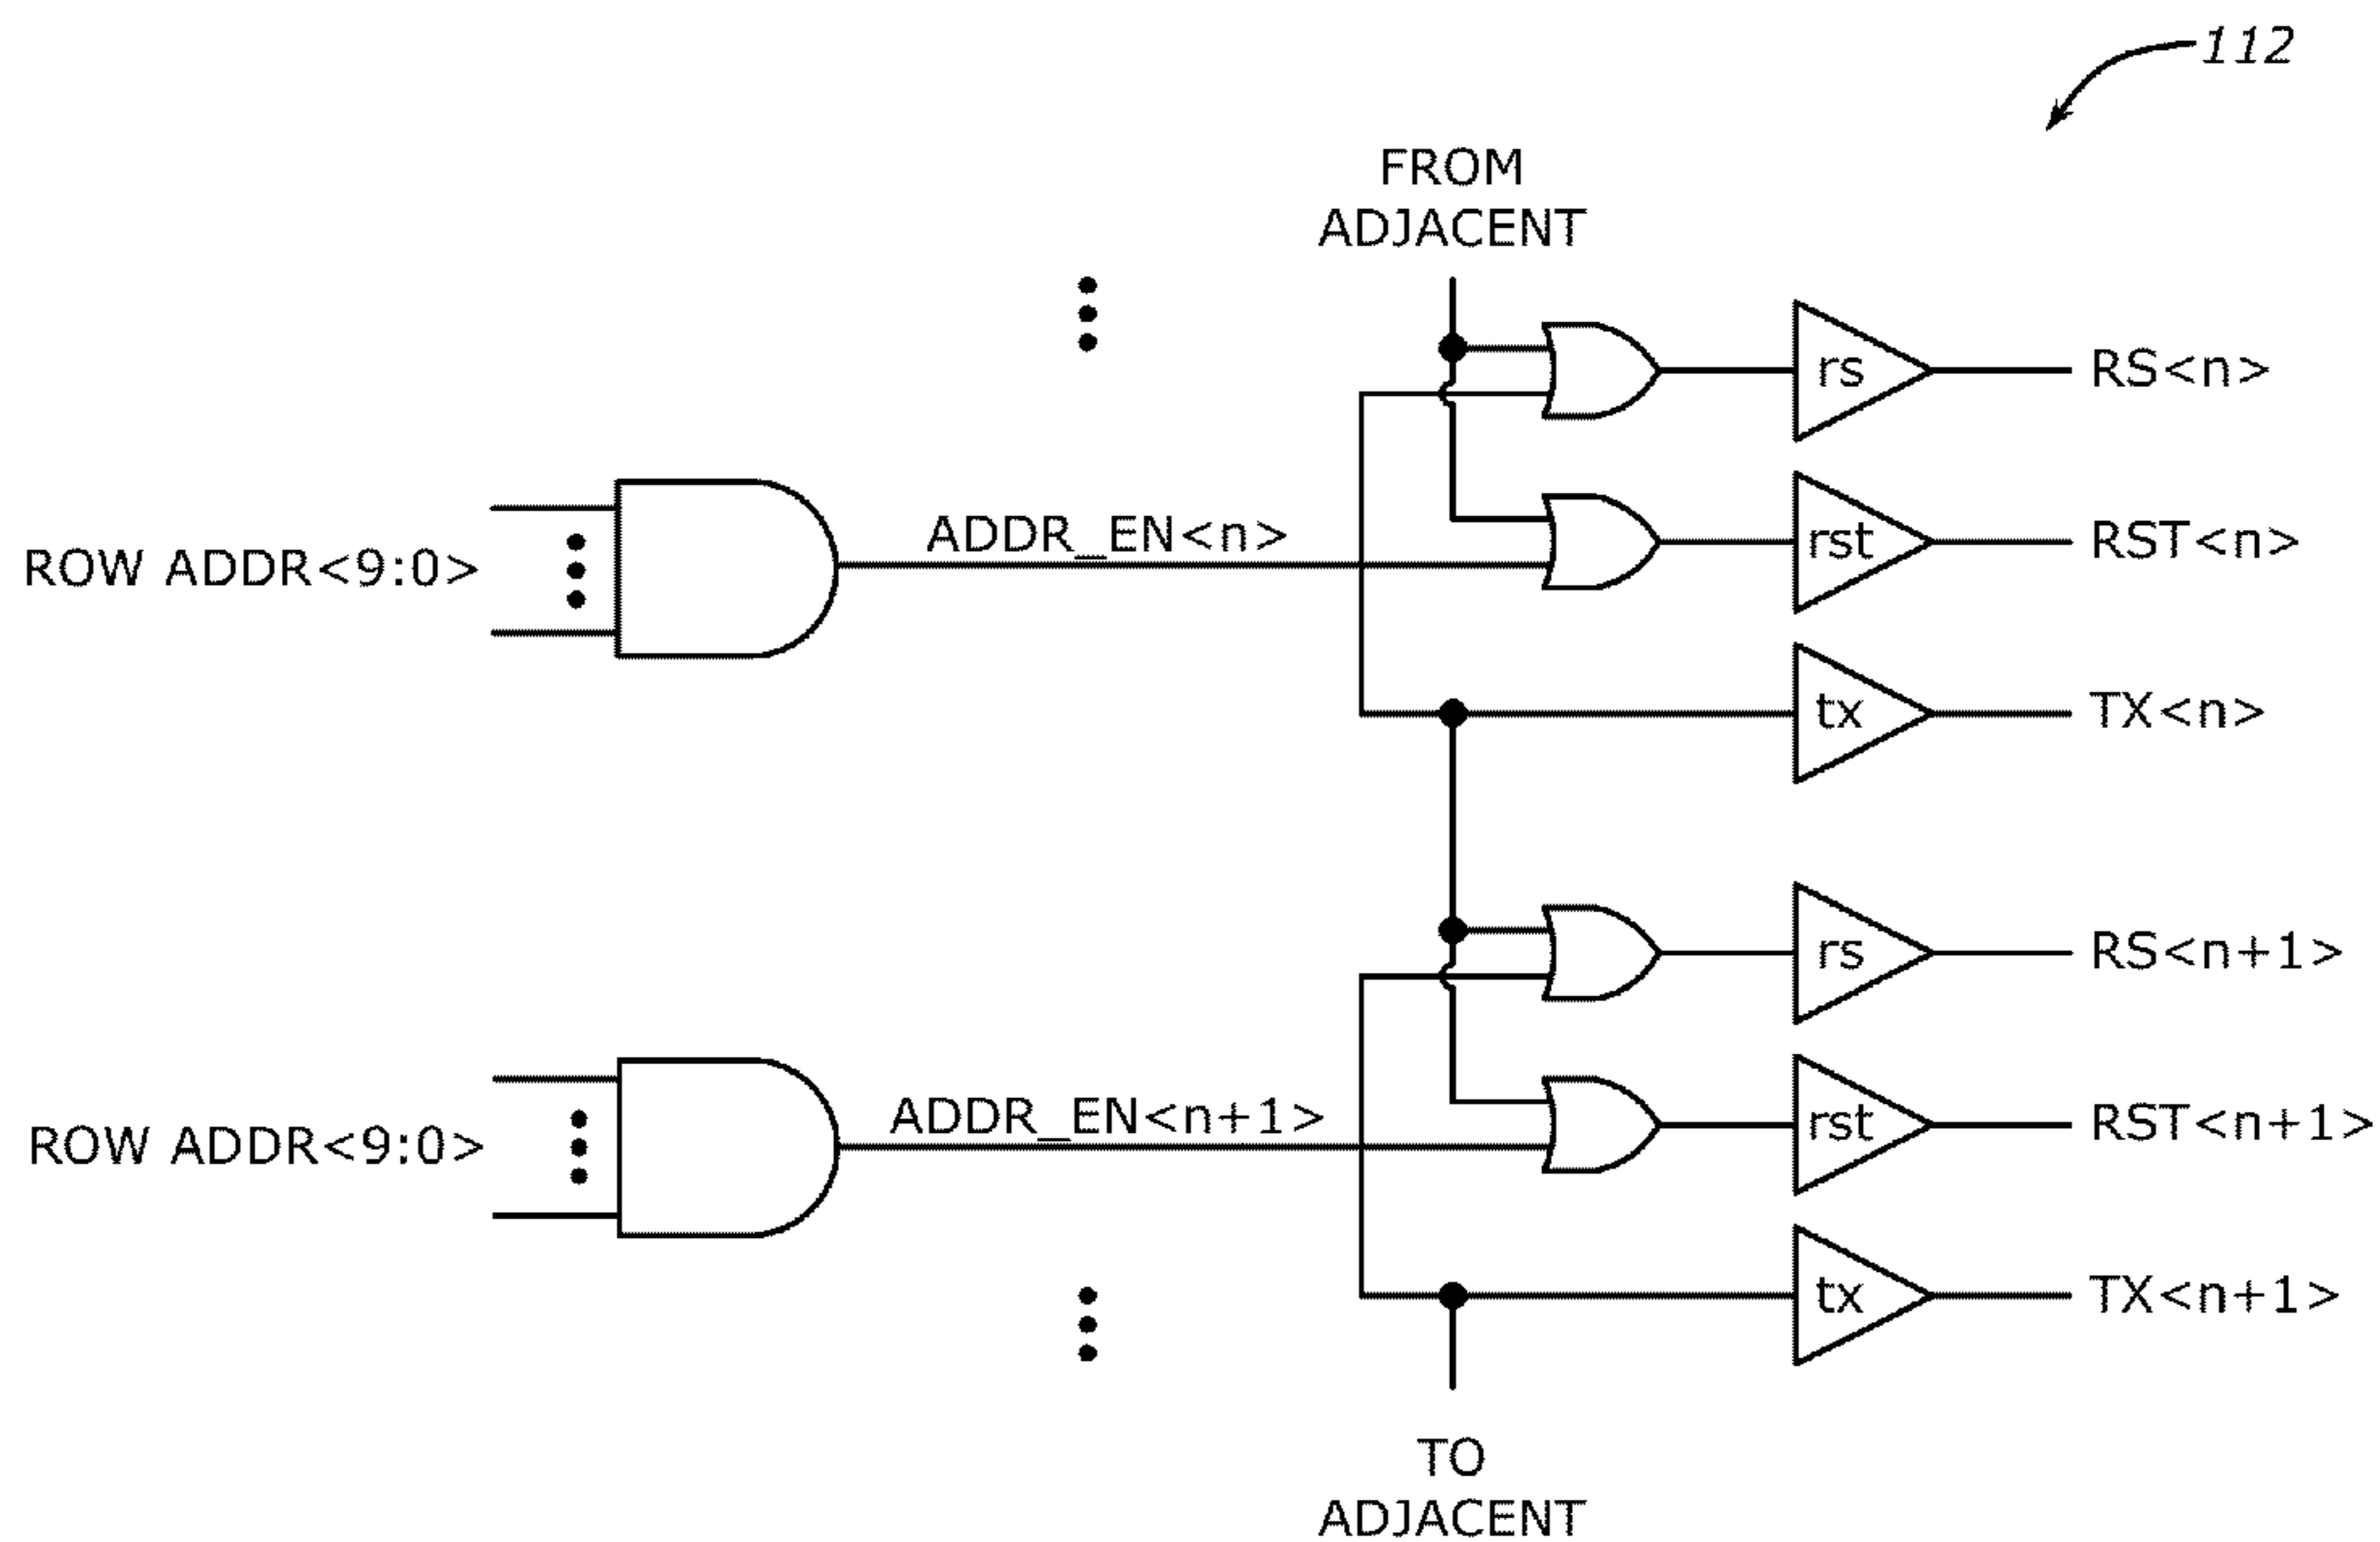 112
FROM
ADJACENT
rs
RS<n>
ROW ADDR<9:0>
ADDR_EN<n>
rst
RST<n>
tx
TX<n>
rs
RS<n+1>
ROW ADDR<9:0>
ADDR_EN<n+1>
rst
RST<n+1>
tx
TX<n+1>
TO
ADJACENT